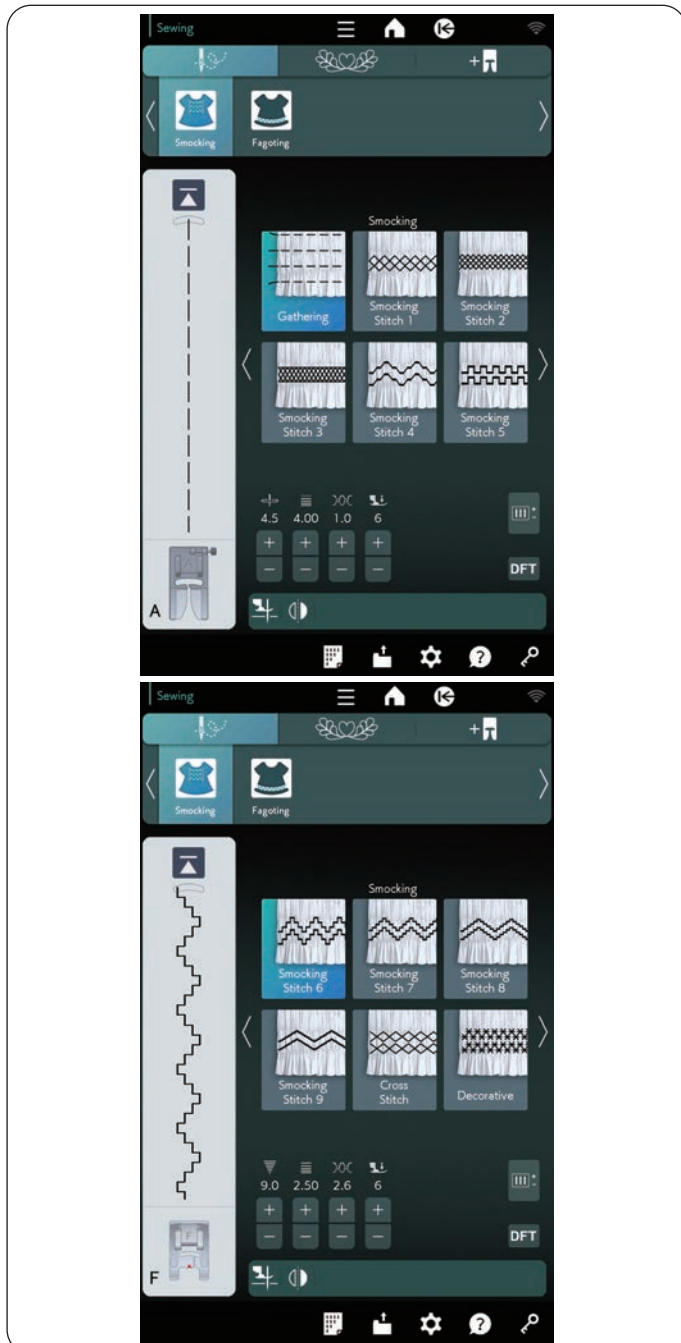 Sewing
Smocking
Fagoting
Smocking
Gathering
Smocking
Stitch 1
Smocking
Stitch 2
Smocking
Stitch 3
Smocking
Stitch 4
Smocking
Stitch 5
4.5 4.00 1.0 6
+ + + +
− − − −
DFT
A
Sewing
Smocking
Fagoting
Smocking
Smocking
Stitch 6
Smocking
Stitch 7
Smocking
Stitch 8
Smocking
Stitch 9
Cross
Stitch
Decorative
9.0 2.50 2.6 6
+ + + +
− − − −
DFT
F